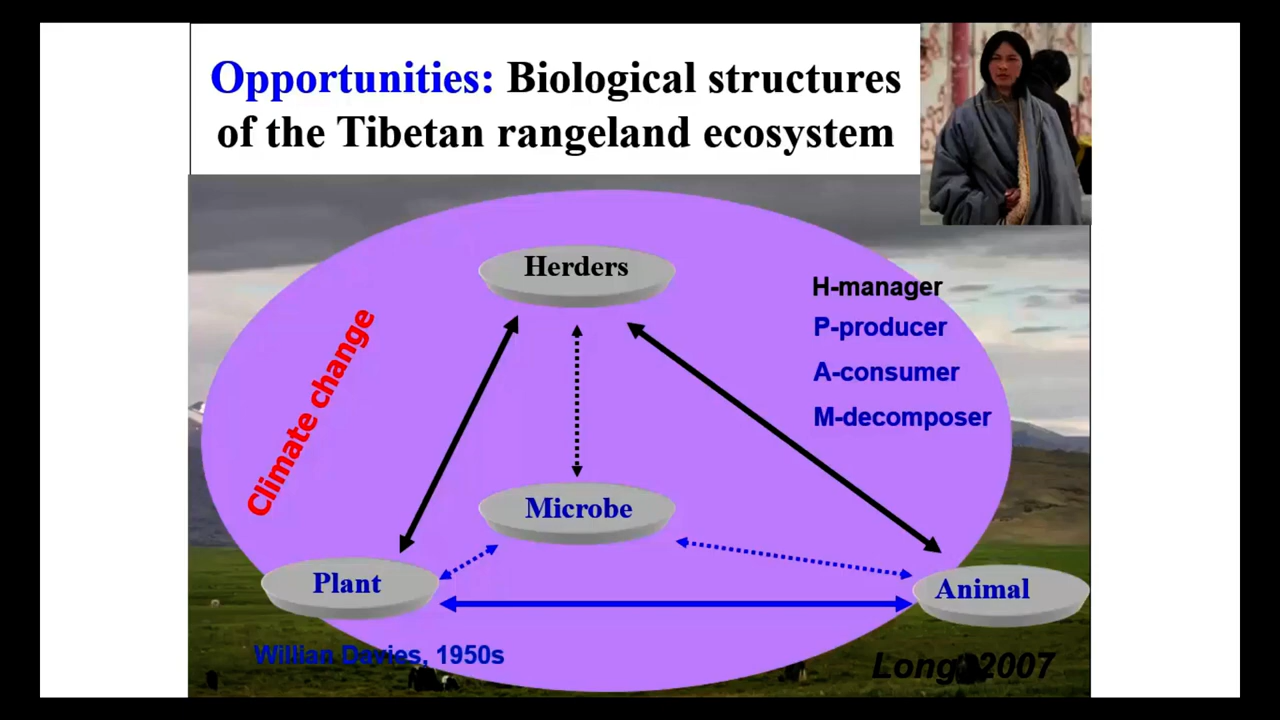 Opportunities: Biological structures
of the Tibetan rangeland ecosystem
Herders
H-manager
P-producer
A-consumer
M-decomposer
Climate change
Microbe
Plant
Animal
Willian Davies, 1950s
Long, 2007